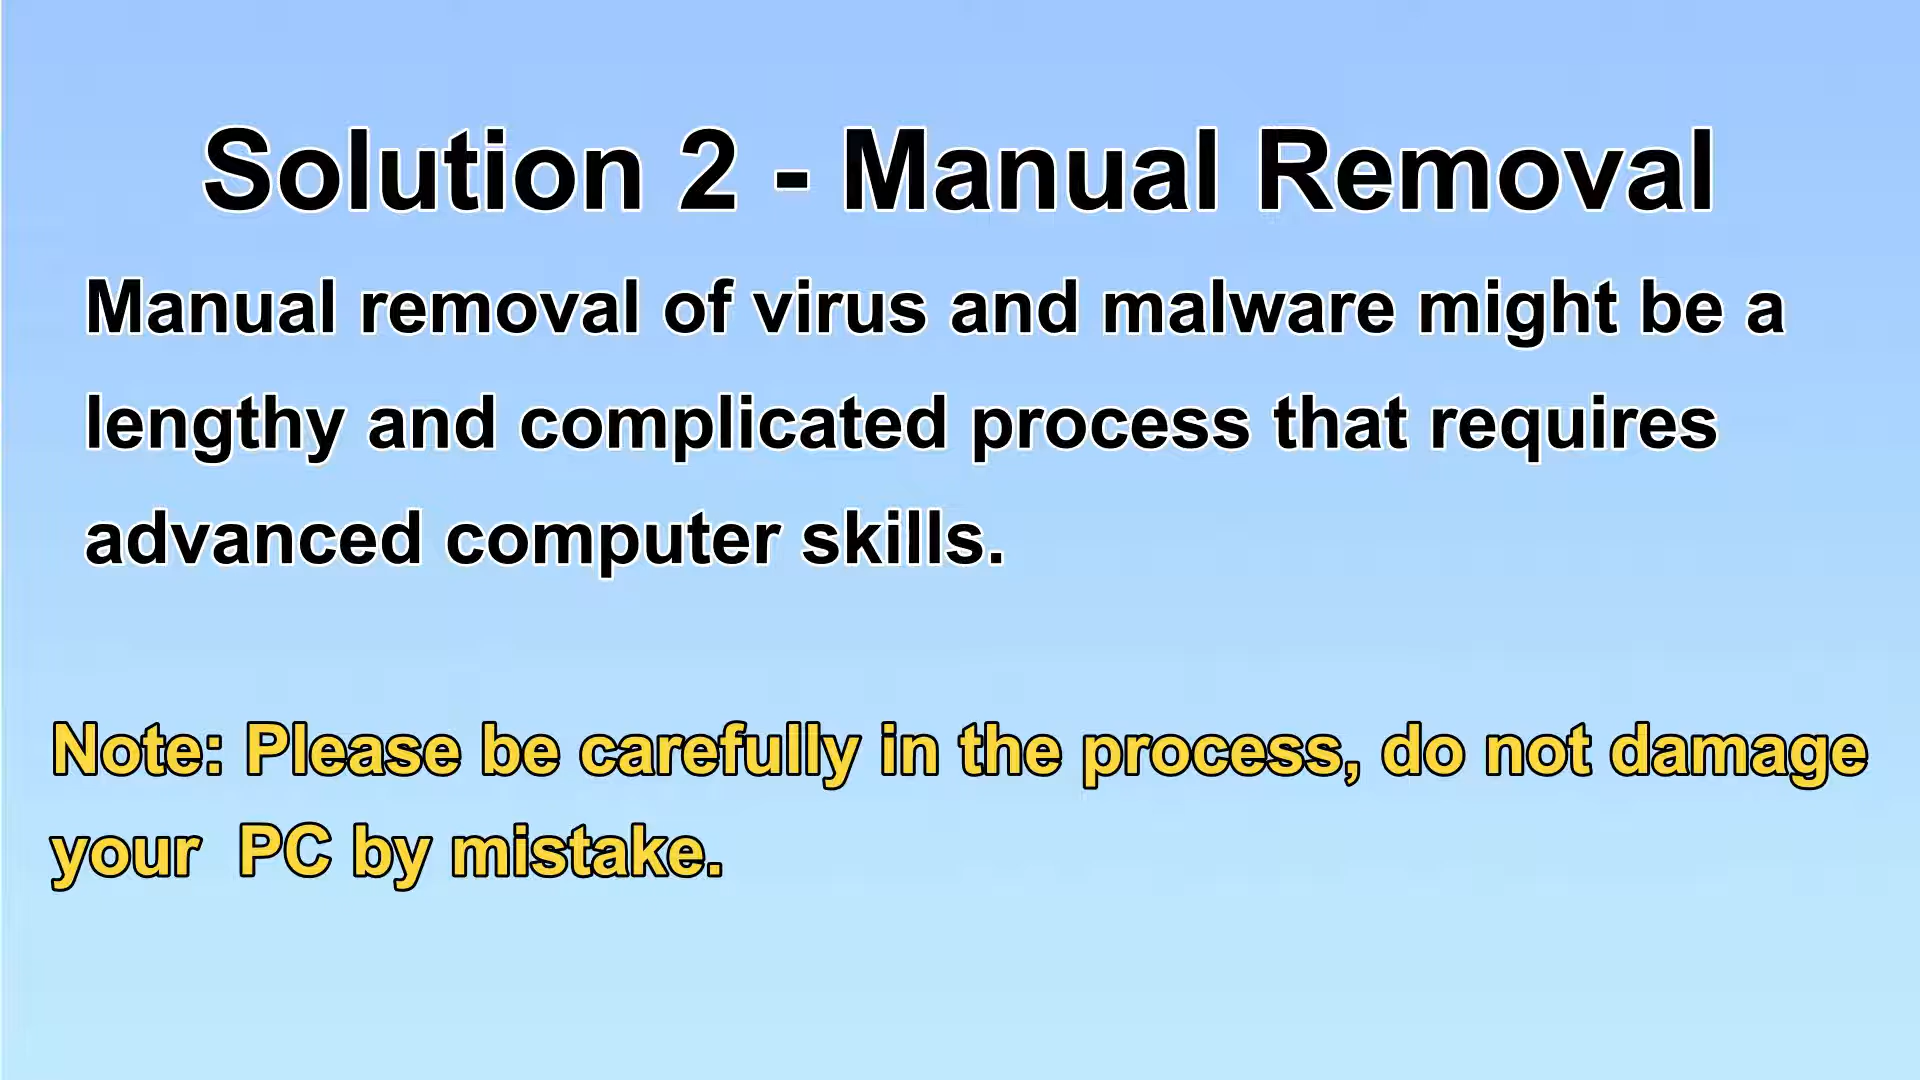 Solution 2 - Manual Removal
Manual removal of virus and malware might be a
lengthy and complicated process that requires
advanced computer skills.
Note: Please be carefully in the process, do not damage
your  PC by mistake.